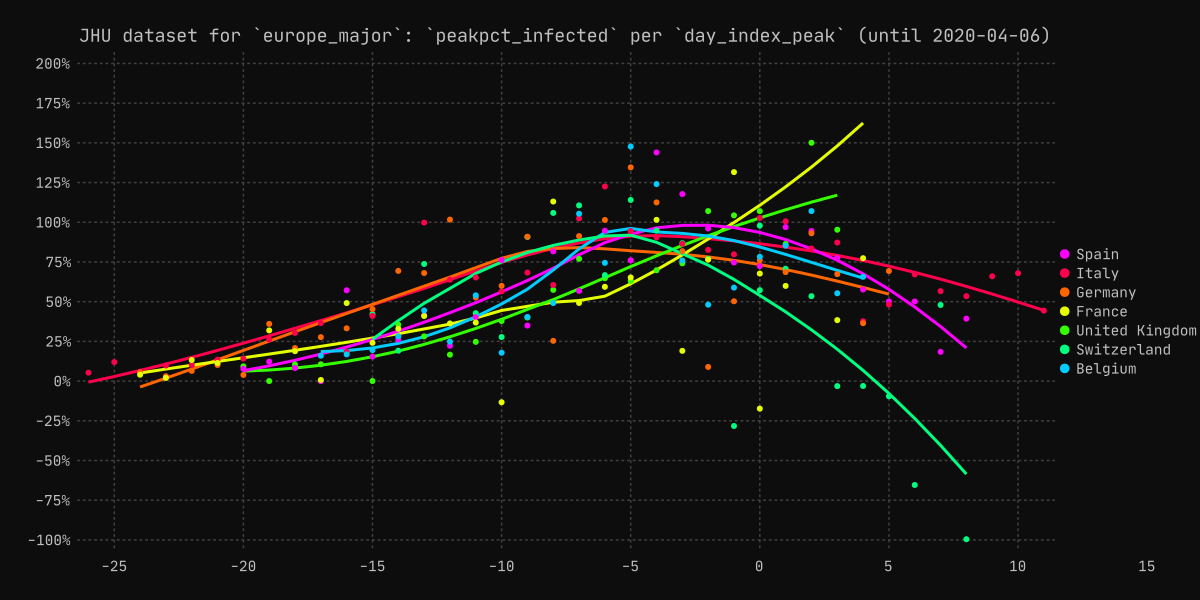 JHU dataset for `europe_major`: `peakpct_infected` per `day_index_peak` (until 2020-04-06)
200%
175%
150%
125%
100%
75%
50%
25%
0%
-25%
-50%
-75%
-100%
-25
-20
-15
-10
-5
0
5
10
15
Spain
Italy
Germany
France
United Kingdom
Switzerland
Belgium